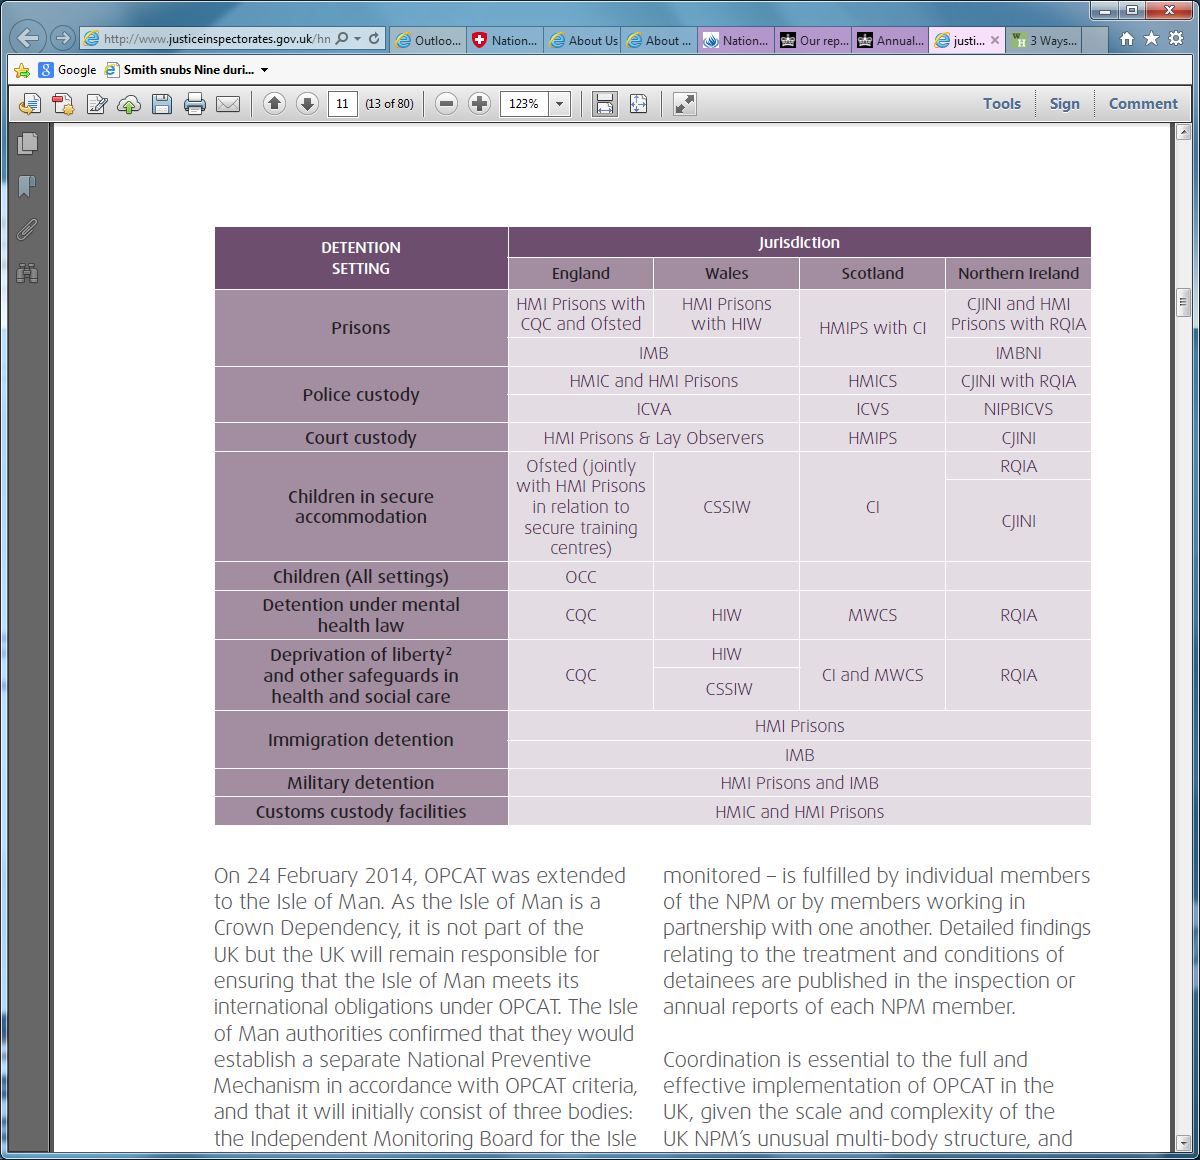 http://www.justiceinspectorates.gov.uk/hn
Outloo...
Nation...
About Us
About ...
Nation...
Our rep...
Annual...
justi...
3 Ways...
Google
Smith snubs Nine duri...
11
(13 of 80)
123%
Tools
Sign
Comment
DETENTION
SETTING
Jurisdiction
England
Wales
Scotland
Northern Ireland
Prisons
HMI Prisons with
CQC and Ofsted
HMI Prisons
with HIW
HMIPS with CI
CJINI and HMI
Prisons with RQIA
IMB
IMBNI
Police custody
HMIC and HMI Prisons
HMICS
CJINI with RQIA
ICVA
ICVS
NIPBICVS
Court custody
HMI Prisons & Lay Observers
HMIPS
CJINI
Children in secure
accommodation
Ofsted (jointly
with HMI Prisons
in relation to
secure training
centres)
CSSIW
CI
RQIA
CJINI
Children (All settings)
OCC
Detention under mental
health law
CQC
HIW
MWCS
RQIA
Deprivation of liberty²
and other safeguards in
health and social care
CQC
HIW
CSSIW
CI and MWCS
RQIA
Immigration detention
HMI Prisons
IMB
Military detention
HMI Prisons and IMB
Customs custody facilities
HMIC and HMI Prisons
On 24 February 2014, OPCAT was extended
to the Isle of Man. As the Isle of Man is a
Crown Dependency, it is not part of the
UK but the UK will remain responsible for
ensuring that the Isle of Man meets its
international obligations under OPCAT. The Isle
of Man authorities confirmed that they would
establish a separate National Preventive
Mechanism in accordance with OPCAT criteria,
and that it will initially consist of three bodies:
the Independent Monitoring Board for the Isle
monitored – is fulfilled by individual members
of the NPM or by members working in
partnership with one another. Detailed findings
relating to the treatment and conditions of
detainees are published in the inspection or
annual reports of each NPM member.
Coordination is essential to the full and
effective implementation of OPCAT in the
UK, given the scale and complexity of the
UK NPM's unusual multi-body structure, and